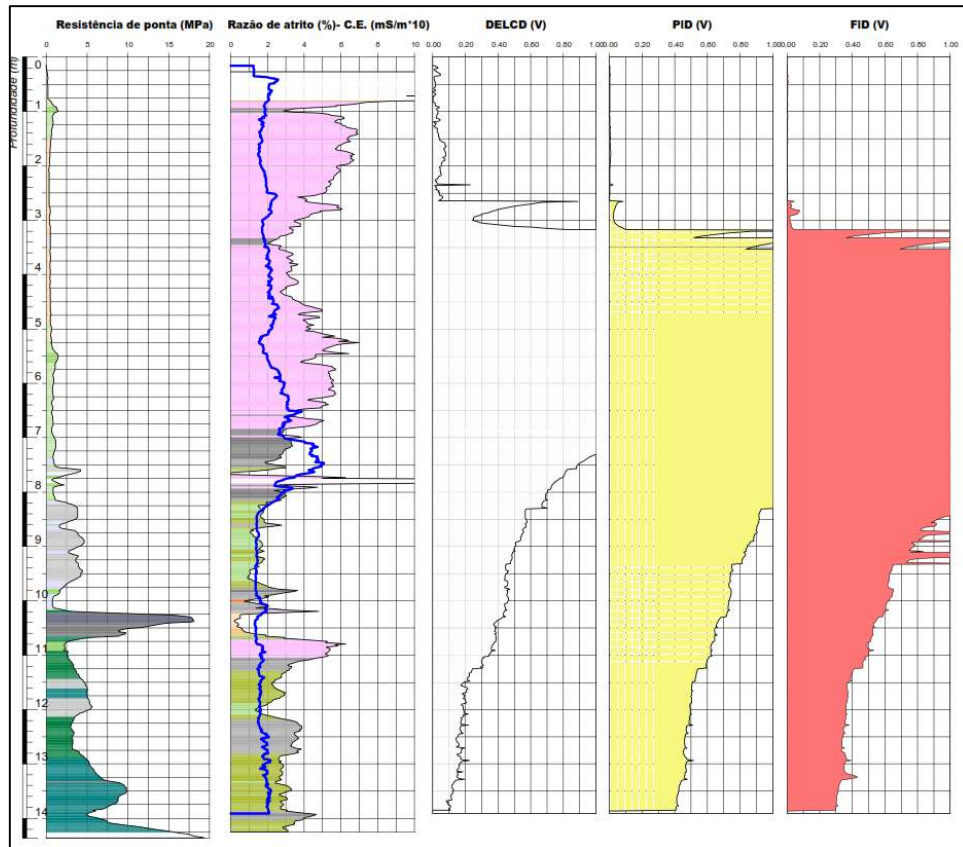 Resistência de ponta (MPa)
Razão de atrito (%)- C.E. (mS/m*10)
DELCD (V)
PID (V)
FID (V)
0 5 10 15 20
0 2 4 6 8 10
0.00 0.20 0.40 0.60 0.80 1.00
0.00 0.20 0.40 0.60 0.80 1.00
0.00 0.20 0.40 0.60 0.80 1.00
Profundidade (m)
0
1
2
3
4
5
6
7
8
9
10
11
12
13
14